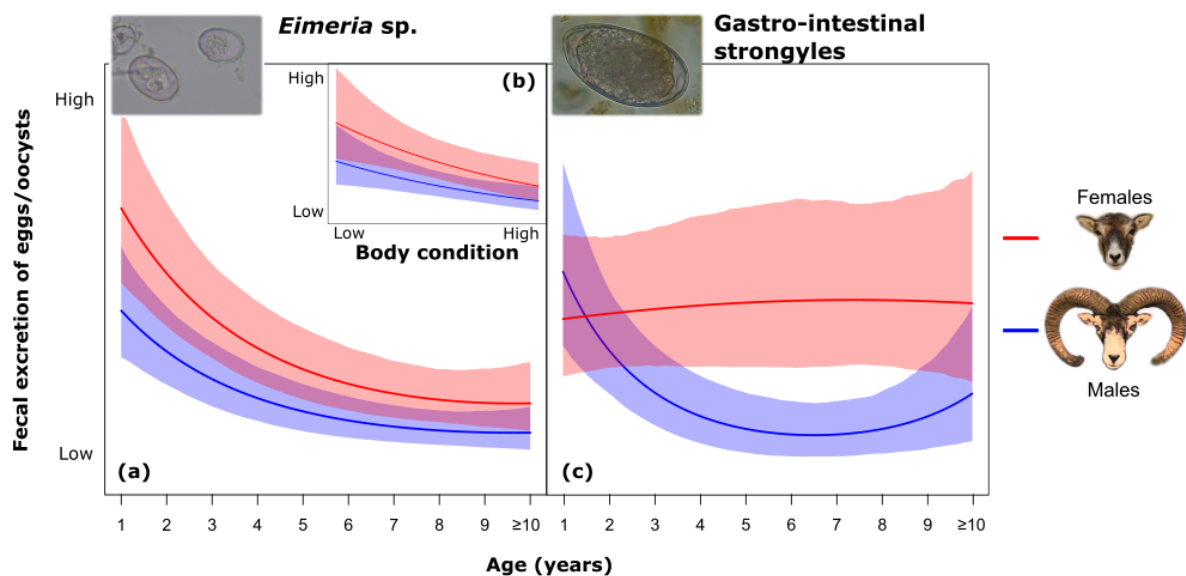 Eimeria sp.
Gastro-intestinal
strongyles
Fecal excretion of eggs/oocysts
High
Low
(a)
1 2 3 4 5 6 7 8 9 ≥10
High
Low
(b)
Low High
Body condition
(c)
1 2 3 4 5 6 7 8 9 ≥10
Age (years)
Females
Males